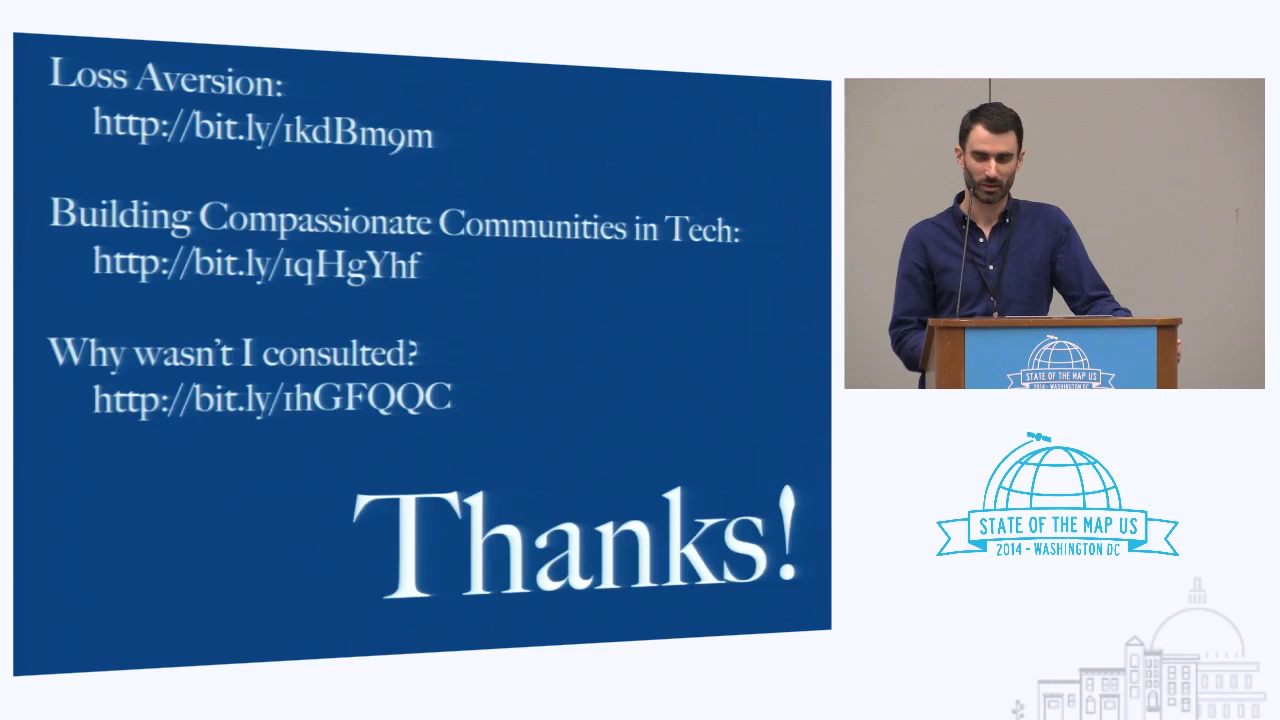 Loss Aversion:
http://bit.ly/1kdBm9m
Building Compassionate Communities in Tech:
http://bit.ly/1qHgYhf
Why wasn't I consulted?
http://bit.ly/1hGFQQC
Thanks!
STATE OF THE MAP US
2014 - WASHINGTON DC
STATE OF THE MAP US
2014 - WASHINGTON DC